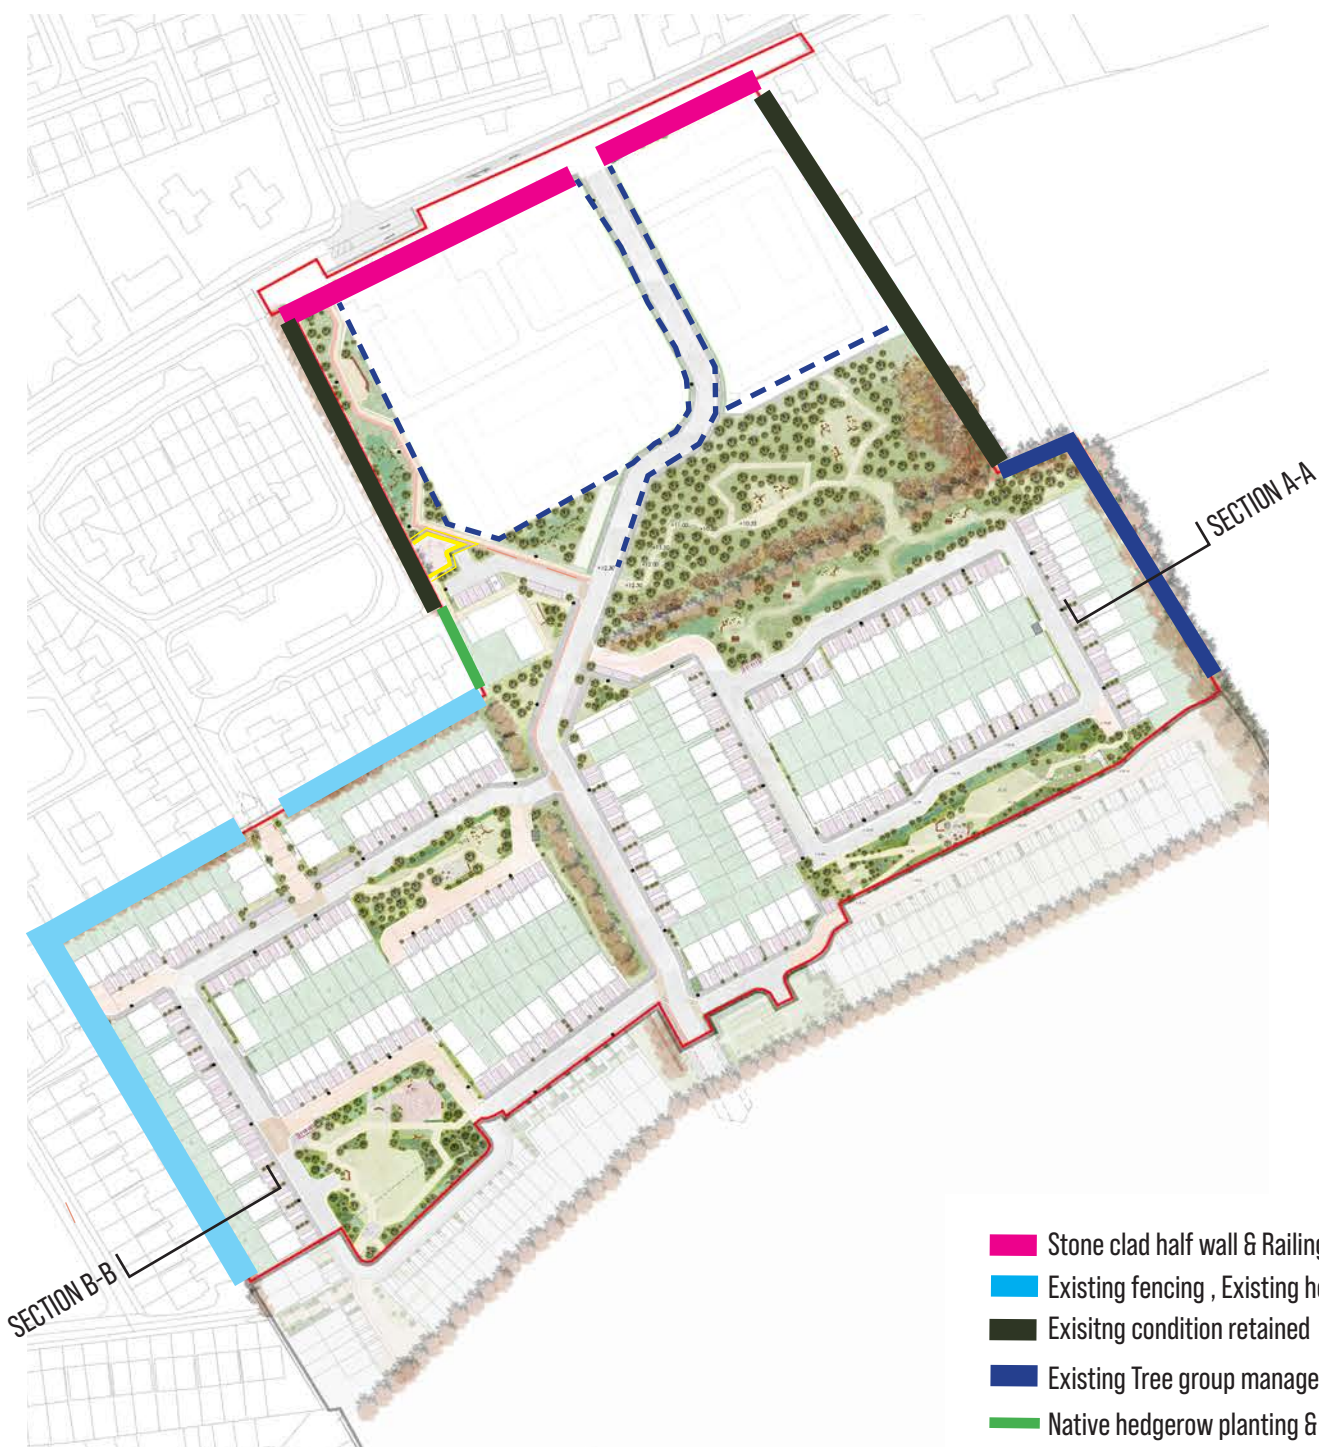 SECTION A-A
SECTION B-B
Stone clad half wall & Railing
Existing fencing , Existing
Exisitng condition retained
Existing Tree group
Native hedgerow planting &